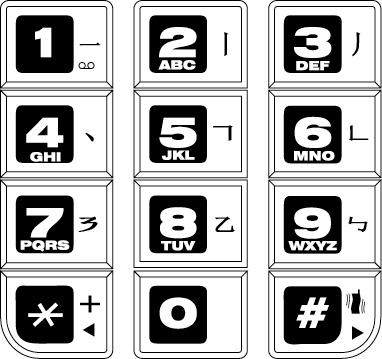 1 一
2 丨
ABC
3 丿
DEF
4 丶
GHI
5 𠃍
JKL
6 𠃊
MNO
7 ㄋ
PQRS
8 乙
TUV
9 ㄣ
WXYZ
* +
0
#